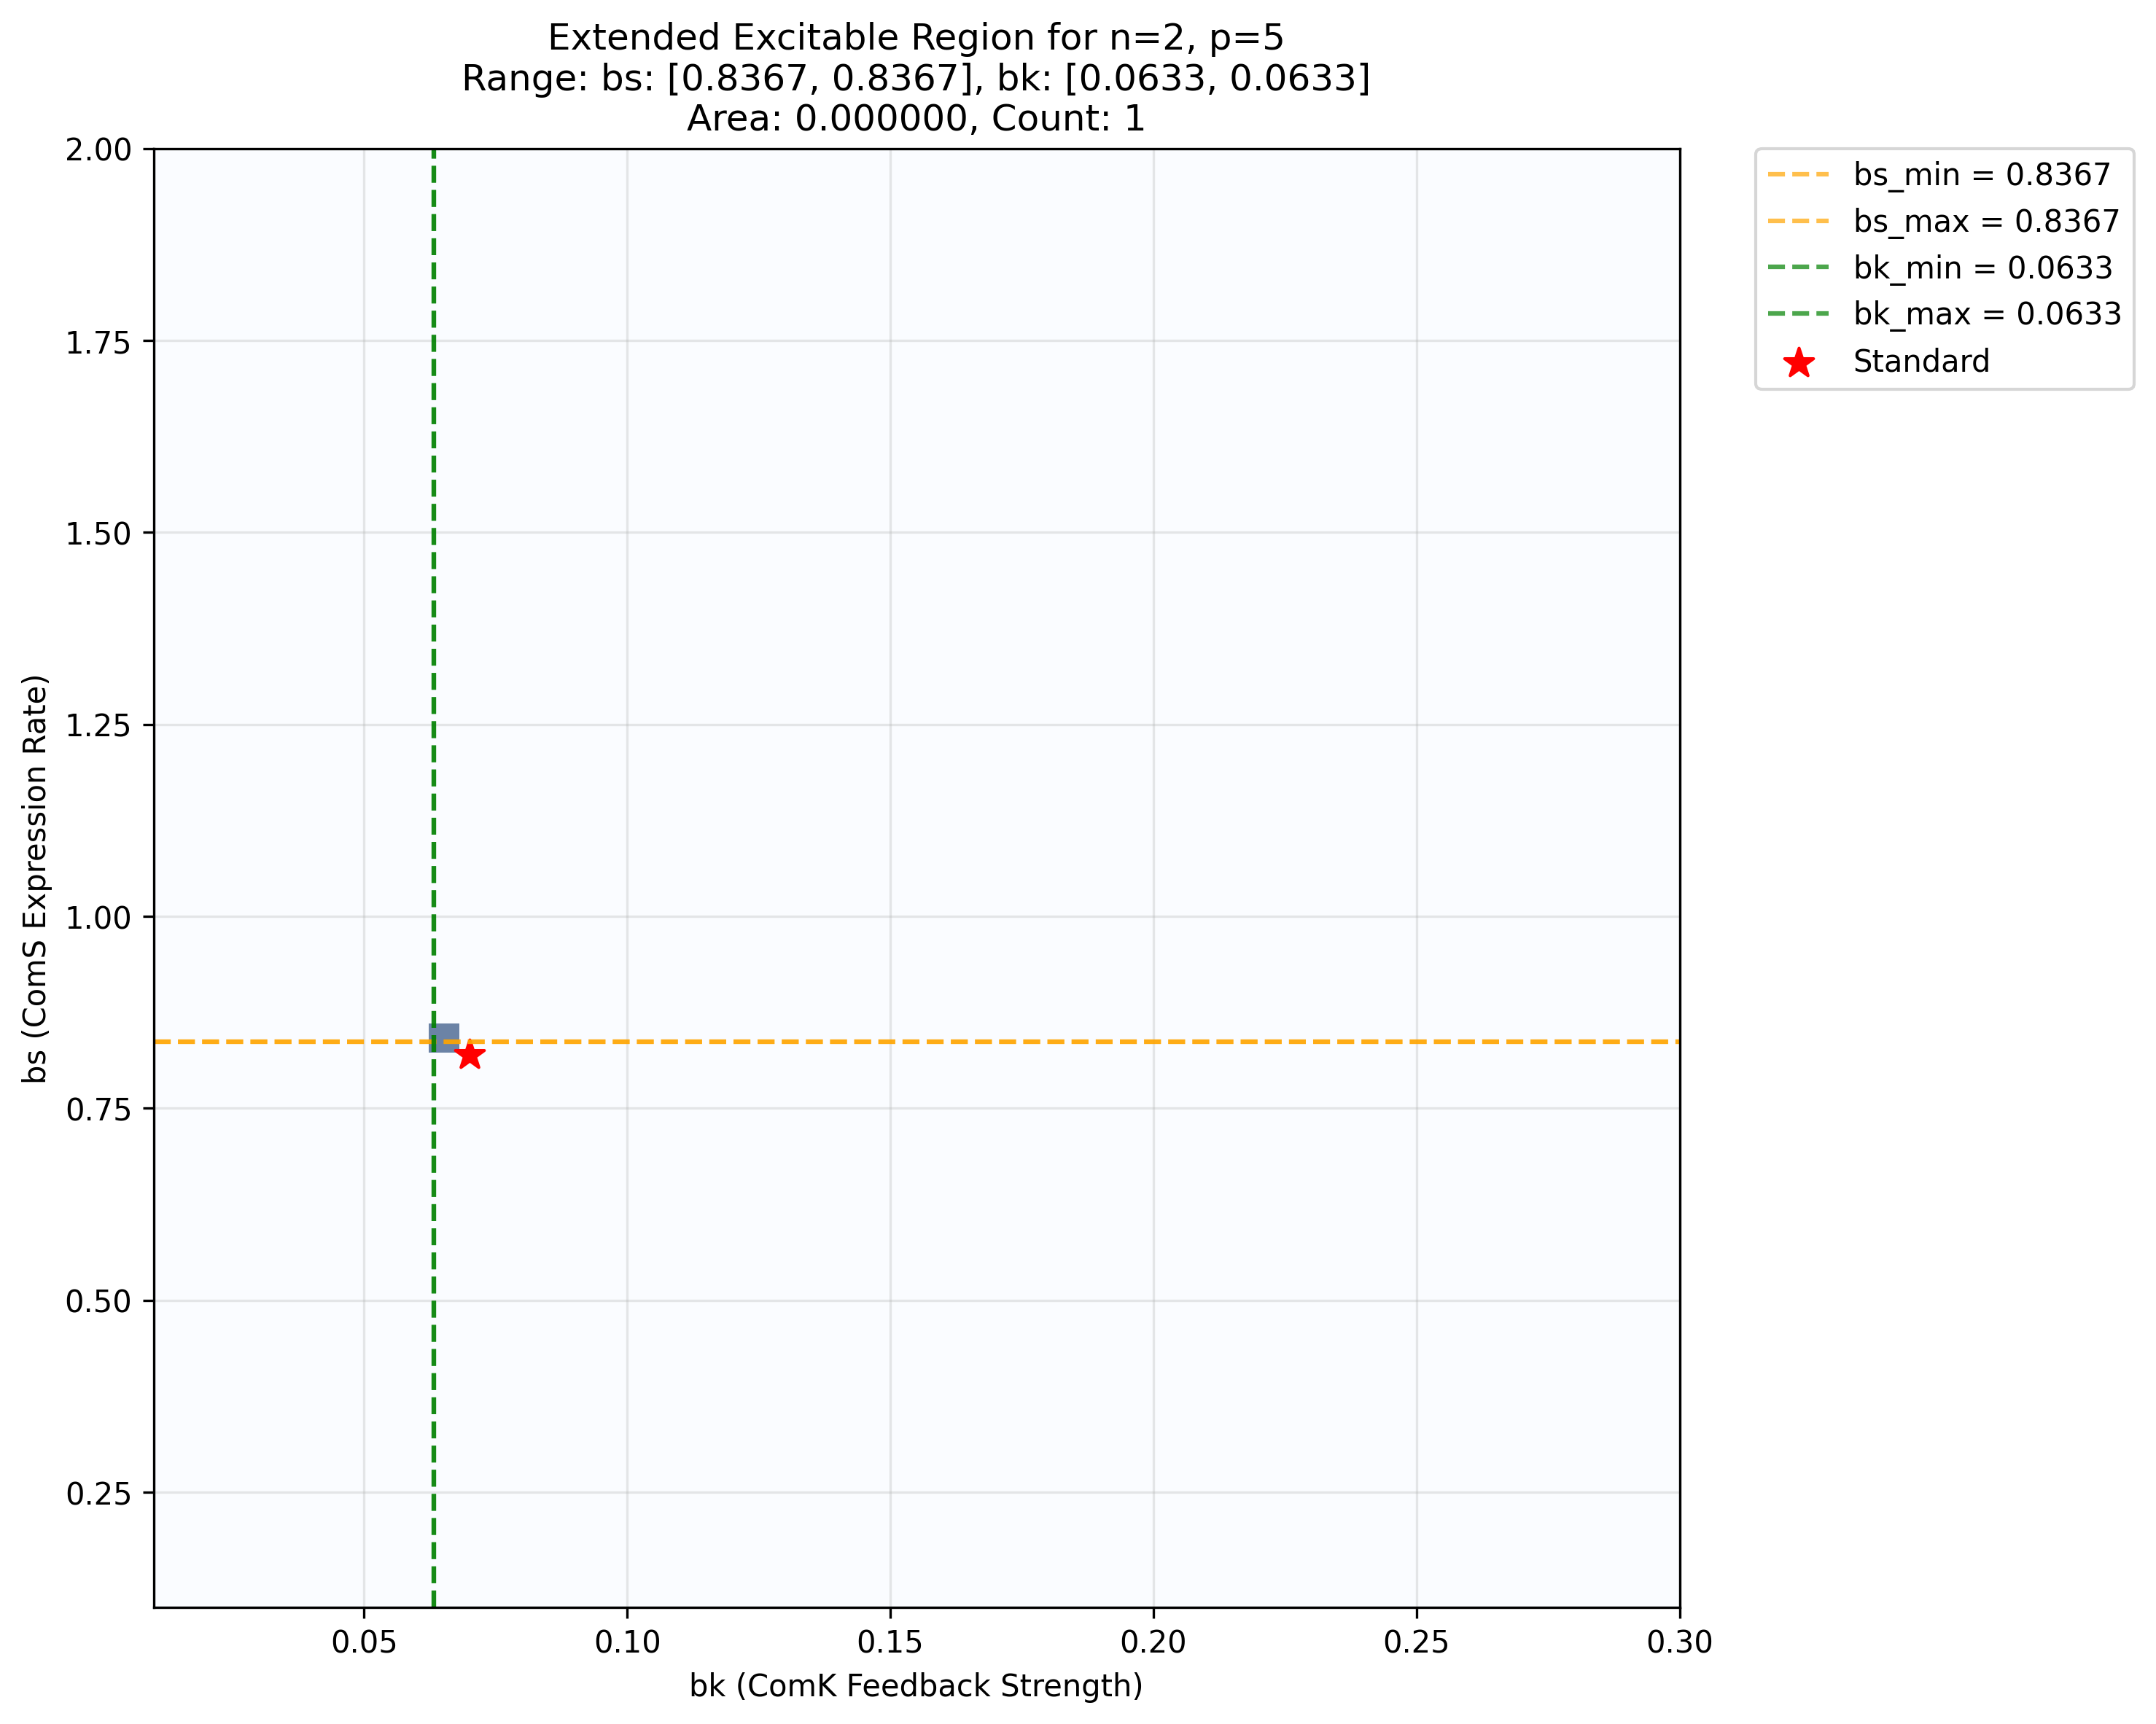 Extended Excitable Region for n=2, p=5
Range: bs: [0.8367, 0.8367], bk: [0.0633, 0.0633]
Area: 0.000000, Count: 1
bs_min = 0.8367
bs_max = 0.8367
bk_min = 0.0633
bk_max = 0.0633
Standard
bs (ComS Expression Rate)
2.00
1.75
1.50
1.25
1.00
0.75
0.50
0.25
0.05
0.10
0.15
0.20
0.25
0.30
bk (ComK Feedback Strength)